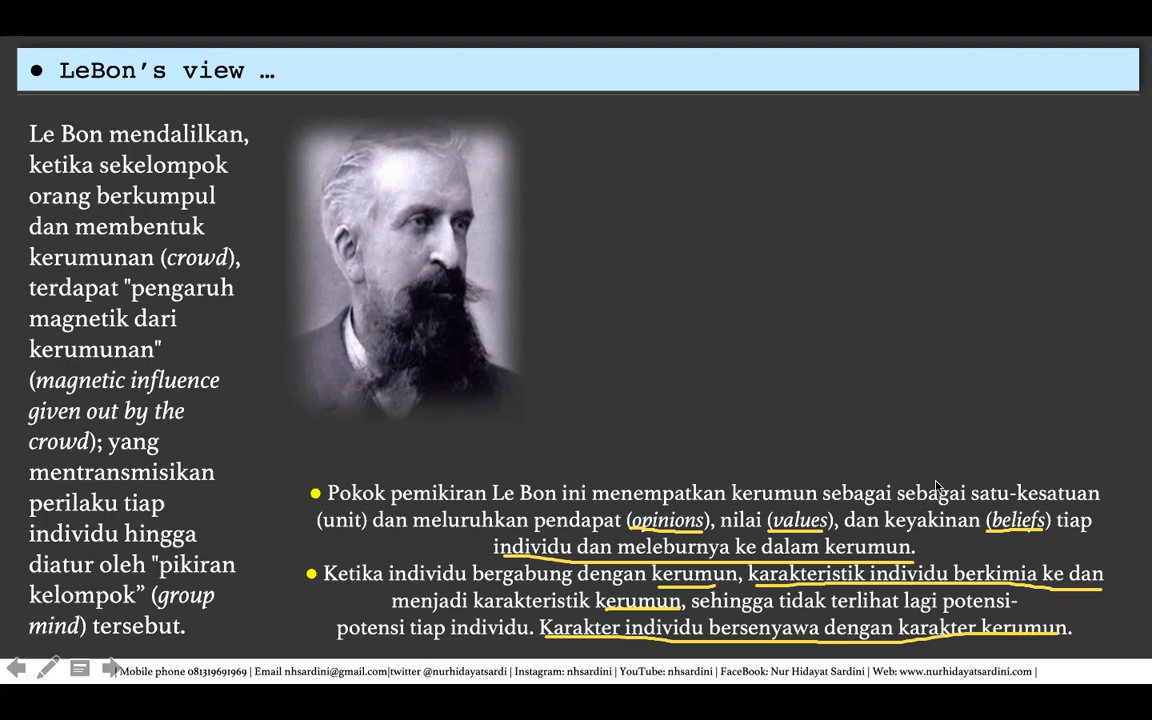 ● LeBon’s view …
Le Bon mendalilkan,
ketika sekelompok
orang berkumpul
dan membentuk
kerumunan (crowd),
terdapat "pengaruh
magnetik dari
kerumunan"
(magnetic influence
given out by the
crowd); yang
mentransmisikan
perilaku tiap
individu hingga
diatur oleh "pikiran
kelompok” (group
mind) tersebut.
● Pokok pemikiran Le Bon ini menempatkan kerumun sebagai sebagai satu-kesatuan
(unit) dan meluruhkan pendapat (opinions), nilai (values), dan keyakinan (beliefs) tiap
individu dan meleburnya ke dalam kerumun.
● Ketika individu bergabung dengan kerumun, karakteristik individu berkimia ke dan
menjadi karakteristik kerumun, sehingga tidak terlihat lagi potensi-
potensi tiap individu. Karakter individu bersenyawa dengan karakter kerumun.
| Mobile phone 081319691969 | Email nhsardini@gmail.com|twitter @nurhidayatsardi | Instagram: nhsardini | YouTube: nhsardini | FaceBook: Nur Hidayat Sardini | Web: www.nurhidayatsardini.com |